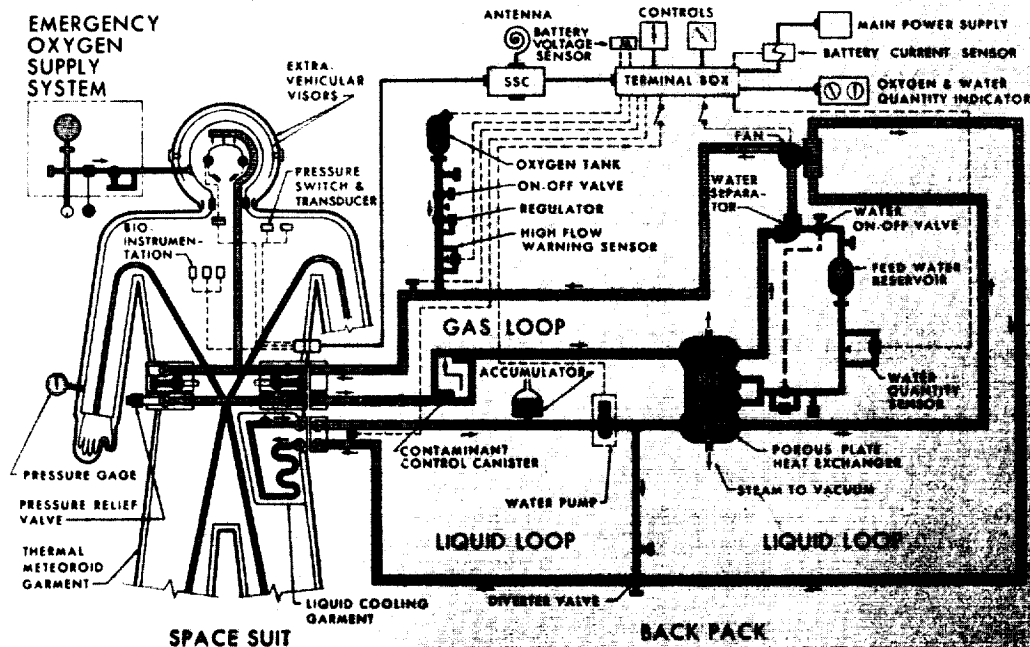 EMERGENCY
OXYGEN
SUPPLY
SYSTEM
EXTRA-
VEHICULAR
VISORS
PRESSURE
SWITCH &
TRANSDUCER
BIO-
INSTRUMEN-
TATION
ANTENNA
BATTERY
VOLTAGE
SENSOR
CONTROLS
SSC
TERMINAL BOX
MAIN POWER SUPPLY
BATTERY CURRENT SENSOR
OXYGEN & WATER
QUANTITY INDICATOR
OXYGEN TANK
ON-OFF VALVE
REGULATOR
HIGH FLOW
WARNING SENSOR
FAN
WATER
SEPARA-
TOR
WATER
ON-OFF VALVE
FEED WATER
RESERVOIR
GAS LOOP
ACCUMULATOR
WATER
QUANTITY
SENSOR
CONTAMINANT
CONTROL CANISTER
POROUS PLATE
HEAT EXCHANGER
PRESSURE GAGE
WATER PUMP
STEAM TO VACUUM
PRESSURE RELIEF
VALVE
THERMAL
METEOROID
GARMENT
LIQUID LOOP
LIQUID LOOP
LIQUID COOLING
GARMENT
DIVERTER VALVE
SPACE SUIT
BACK PACK